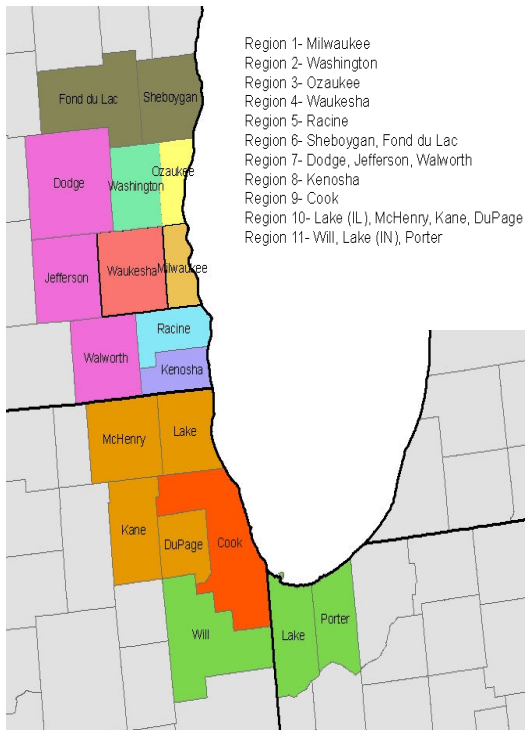 Region 1- Milwaukee
Region 2- Washington
Region 3- Ozaukee
Region 4- Waukesha
Region 5- Racine
Region 6- Sheboygan, Fond du Lac
Region 7- Dodge, Jefferson, Walworth
Region 8- Kenosha
Region 9- Cook
Region 10- Lake (IL), McHenry, Kane, DuPage
Region 11- Will, Lake (IN), Porter
Fond du Lac
Sheboygan
Dodge
Washington
Ozaukee
Jefferson
Waukesha
Milwaukee
Walworth
Racine
Kenosha
McHenry
Lake
Kane
DuPage
Cook
Will
Lake
Porter